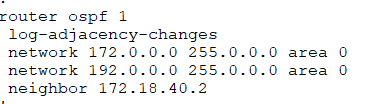 router ospf 1
log-adjacency-changes
network 172.0.0.0 255.0.0.0 area 0
network 192.0.0.0 255.0.0.0 area 0
neighbor 172.18.40.2